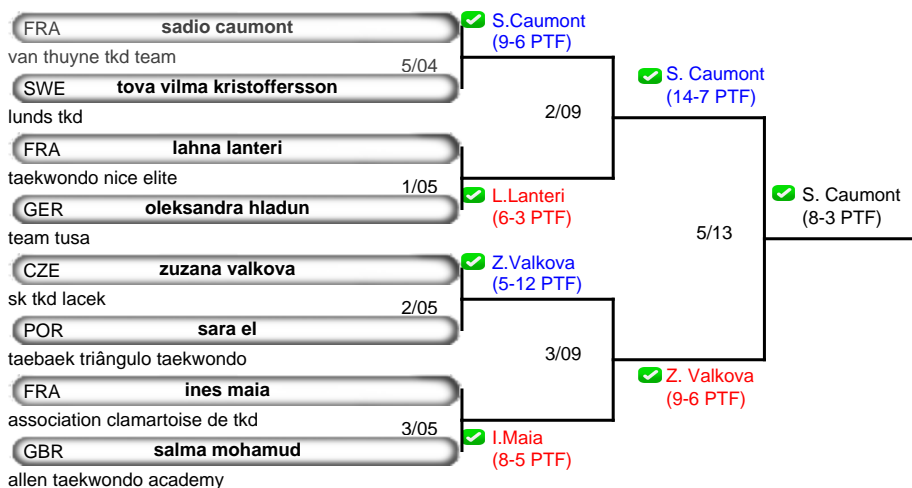 FRA sadio caumont
van thuyne tkd team
5/04
SWE tova vilma kristoffersson
lunds tkd
FRA lahna lanteri
taekwondo nice elite
1/05
GER oleksandra hladun
team tusa
CZE zuzana valkova
sk tkd lacek
2/05
POR sara el
taebaek triângulo taekwondo
FRA ines maia
association clamartoise de tkd
3/05
GBR salma mohamud
allen taekwondo academy
S.Caumont
(9-6 PTF)
2/09
L.Lanteri
(6-3 PTF)
Z.Valkova
(5-12 PTF)
3/09
I.Maia
(8-5 PTF)
S. Caumont
(14-7 PTF)
5/13
Z. Valkova
(9-6 PTF)
S. Caumont
(8-3 PTF)